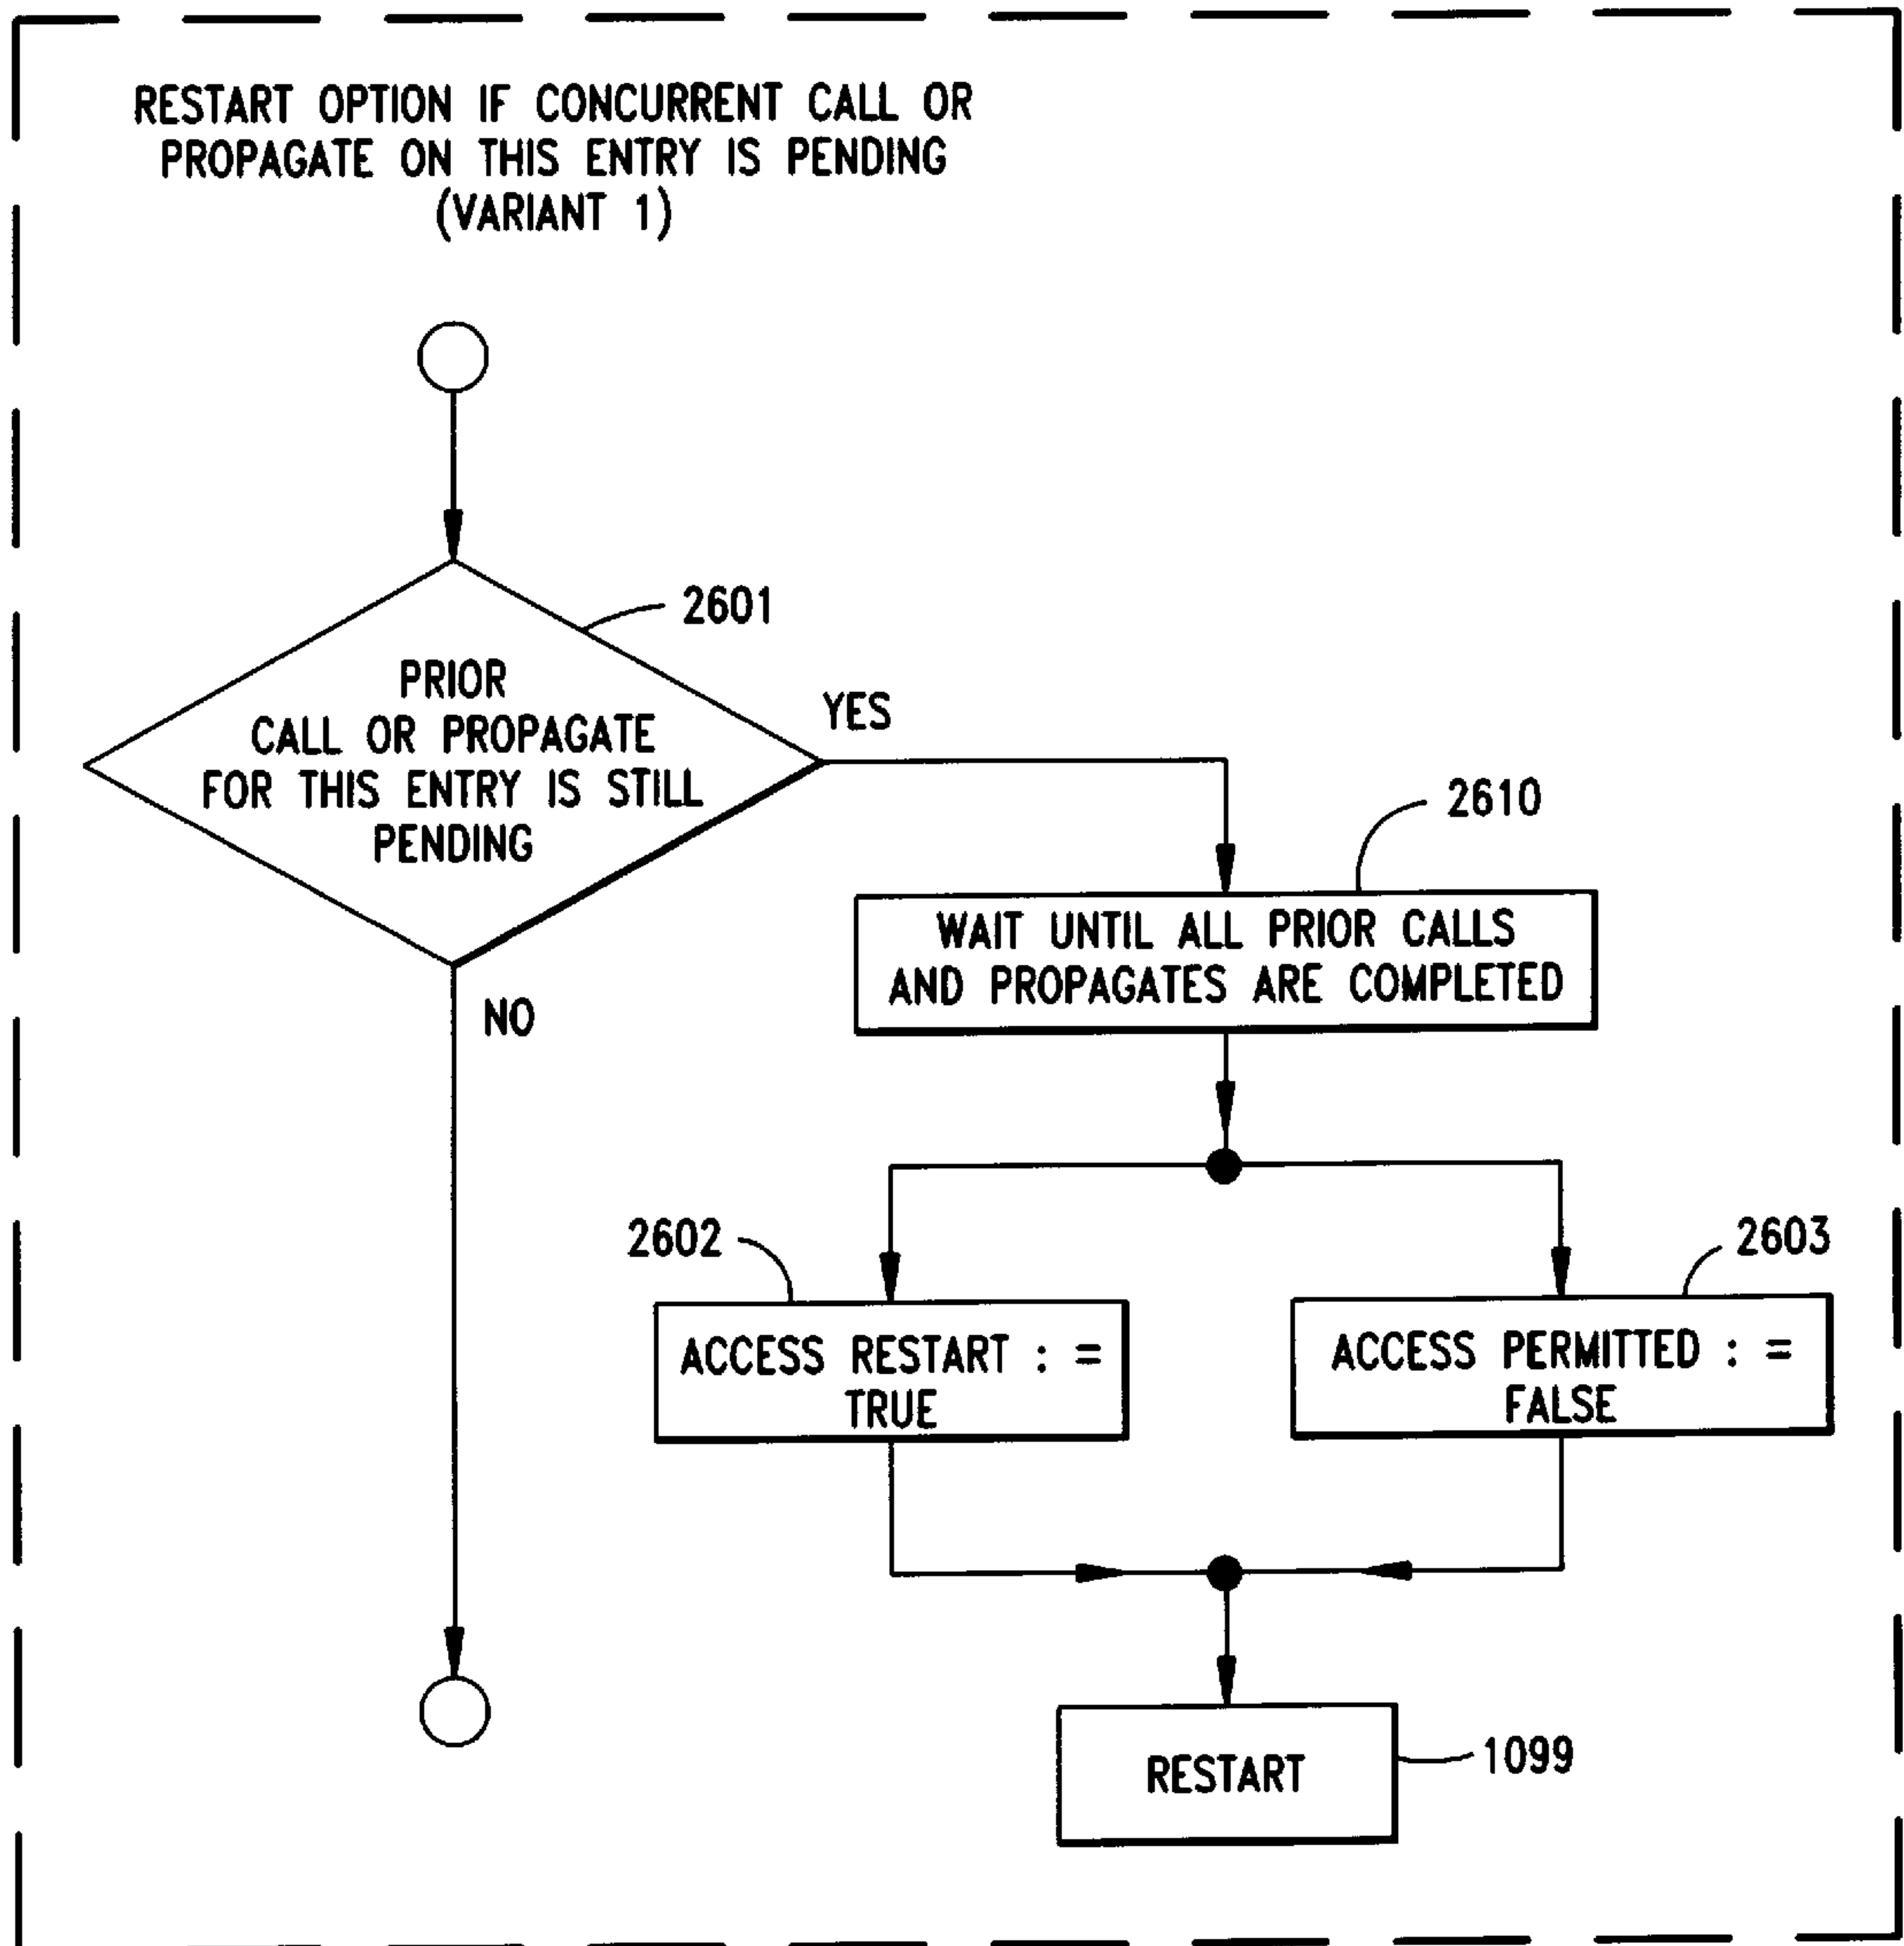 RESTART OPTION IF CONCURRENT CALL OR
PROPAGATE ON THIS ENTRY IS PENDING
(VARIANT 1)
2601
PRIOR
CALL OR PROPAGATE
FOR THIS ENTRY IS STILL
PENDING
YES
NO
2610
WAIT UNTIL ALL PRIOR CALLS
AND PROPAGATES ARE COMPLETED
2602
ACCESS RESTART : =
TRUE
2603
ACCESS PERMITTED : =
FALSE
RESTART
1099